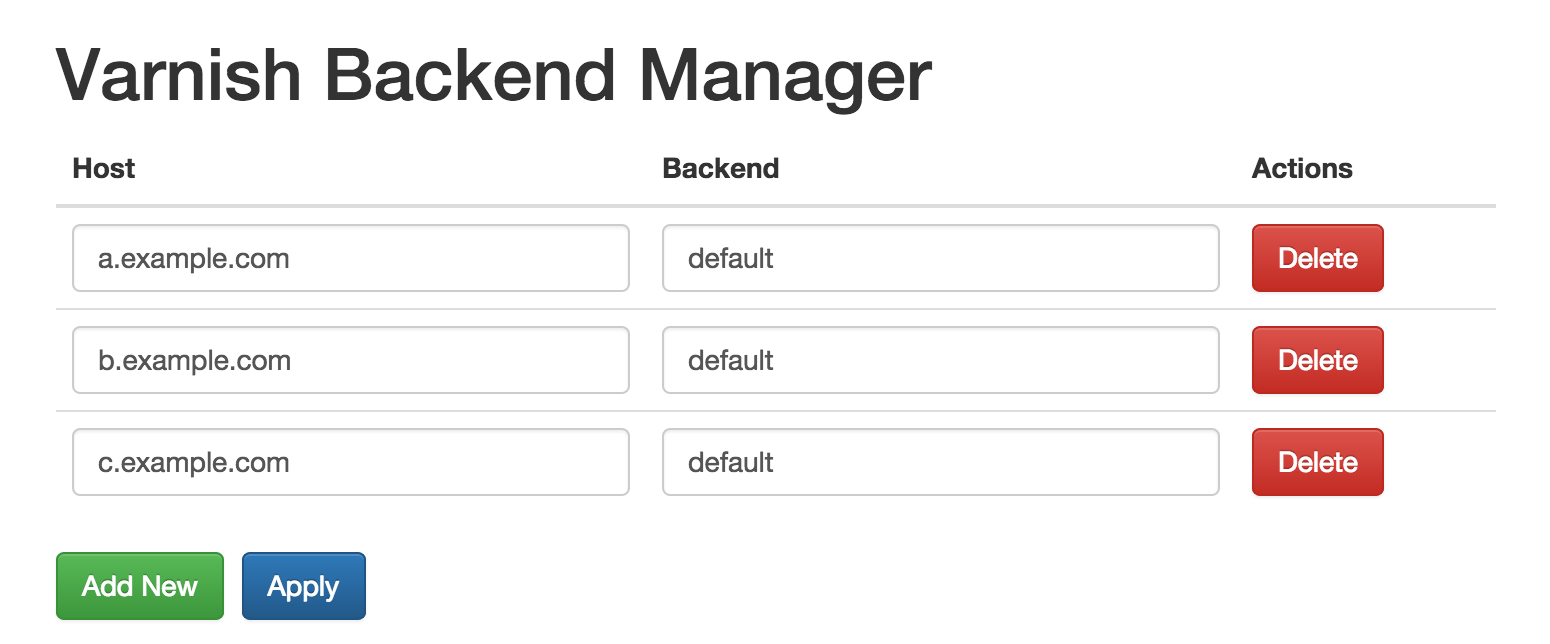 Varnish Backend Manager
Host Backend Actions
a.example.com default Delete
b.example.com default Delete
c.example.com default Delete
Add New Apply